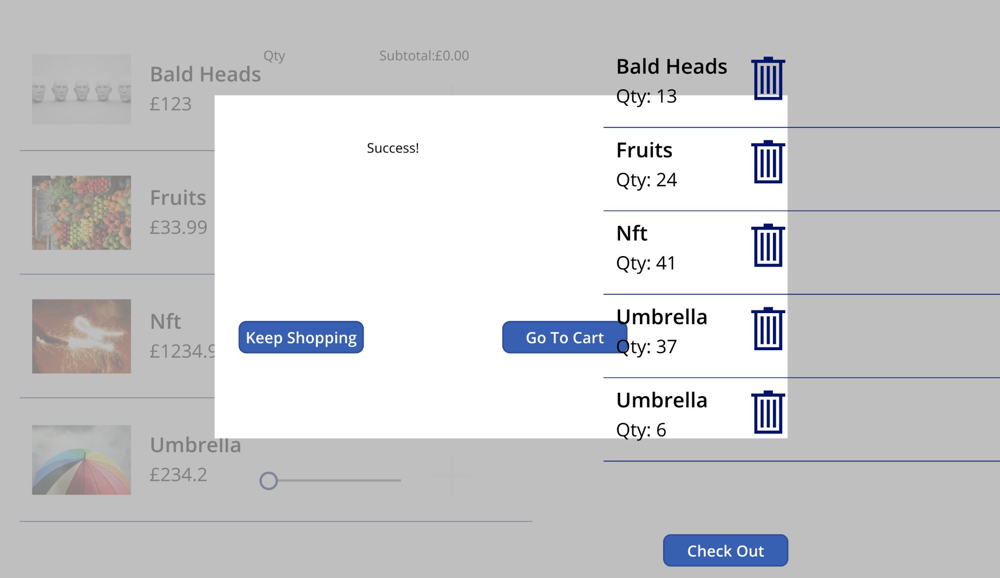 Qty
Subtotal:£0.00
Bald Heads
£123
Fruits
£33.99
Nft
£1234.9
Umbrella
£234.2
Success!
Keep Shopping
Go To Cart
Bald Heads
Qty: 13
Fruits
Qty: 24
Nft
Qty: 41
Umbrella
Qty: 37
Umbrella
Qty: 6
Check Out